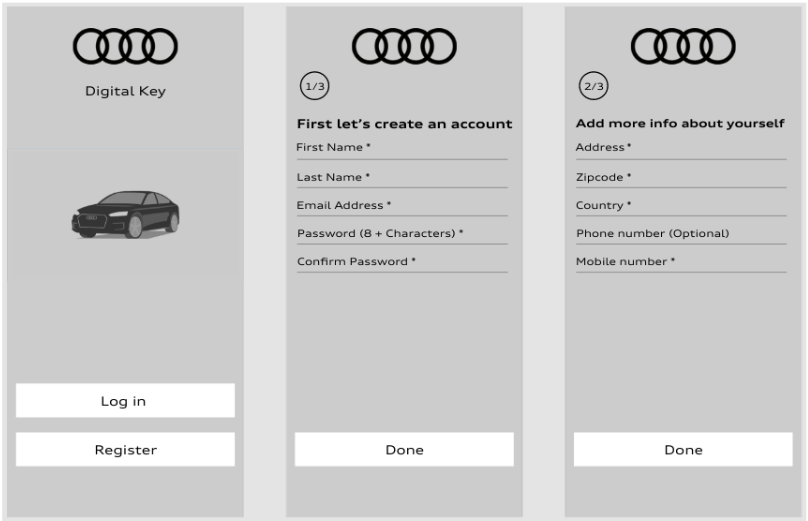 Digital Key
Log in
Register
1/3
First let's create an account
First Name *
Last Name *
Email Address *
Password (8 + Characters) *
Confirm Password *
Done
2/3
Add more info about yourself
Address *
Zipcode *
Country *
Phone number (Optional)
Mobile number *
Done